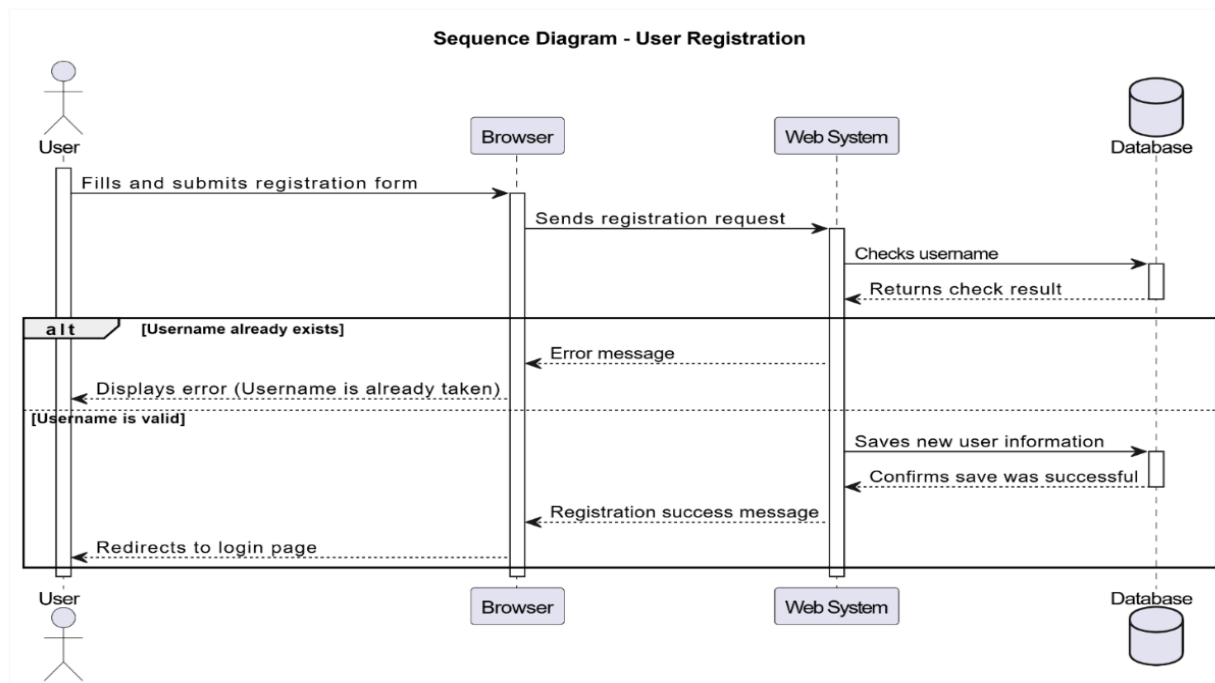 Sequence Diagram - User Registration
User
Browser
Web System
Database
Fills and submits registration form
Sends registration request
Checks username
Returns check result
alt [Username already exists]
Error message
Displays error (Username is already taken)
[Username is valid]
Saves new user information
Confirms save was successful
Registration success message
Redirects to login page
User
Browser
Web System
Database